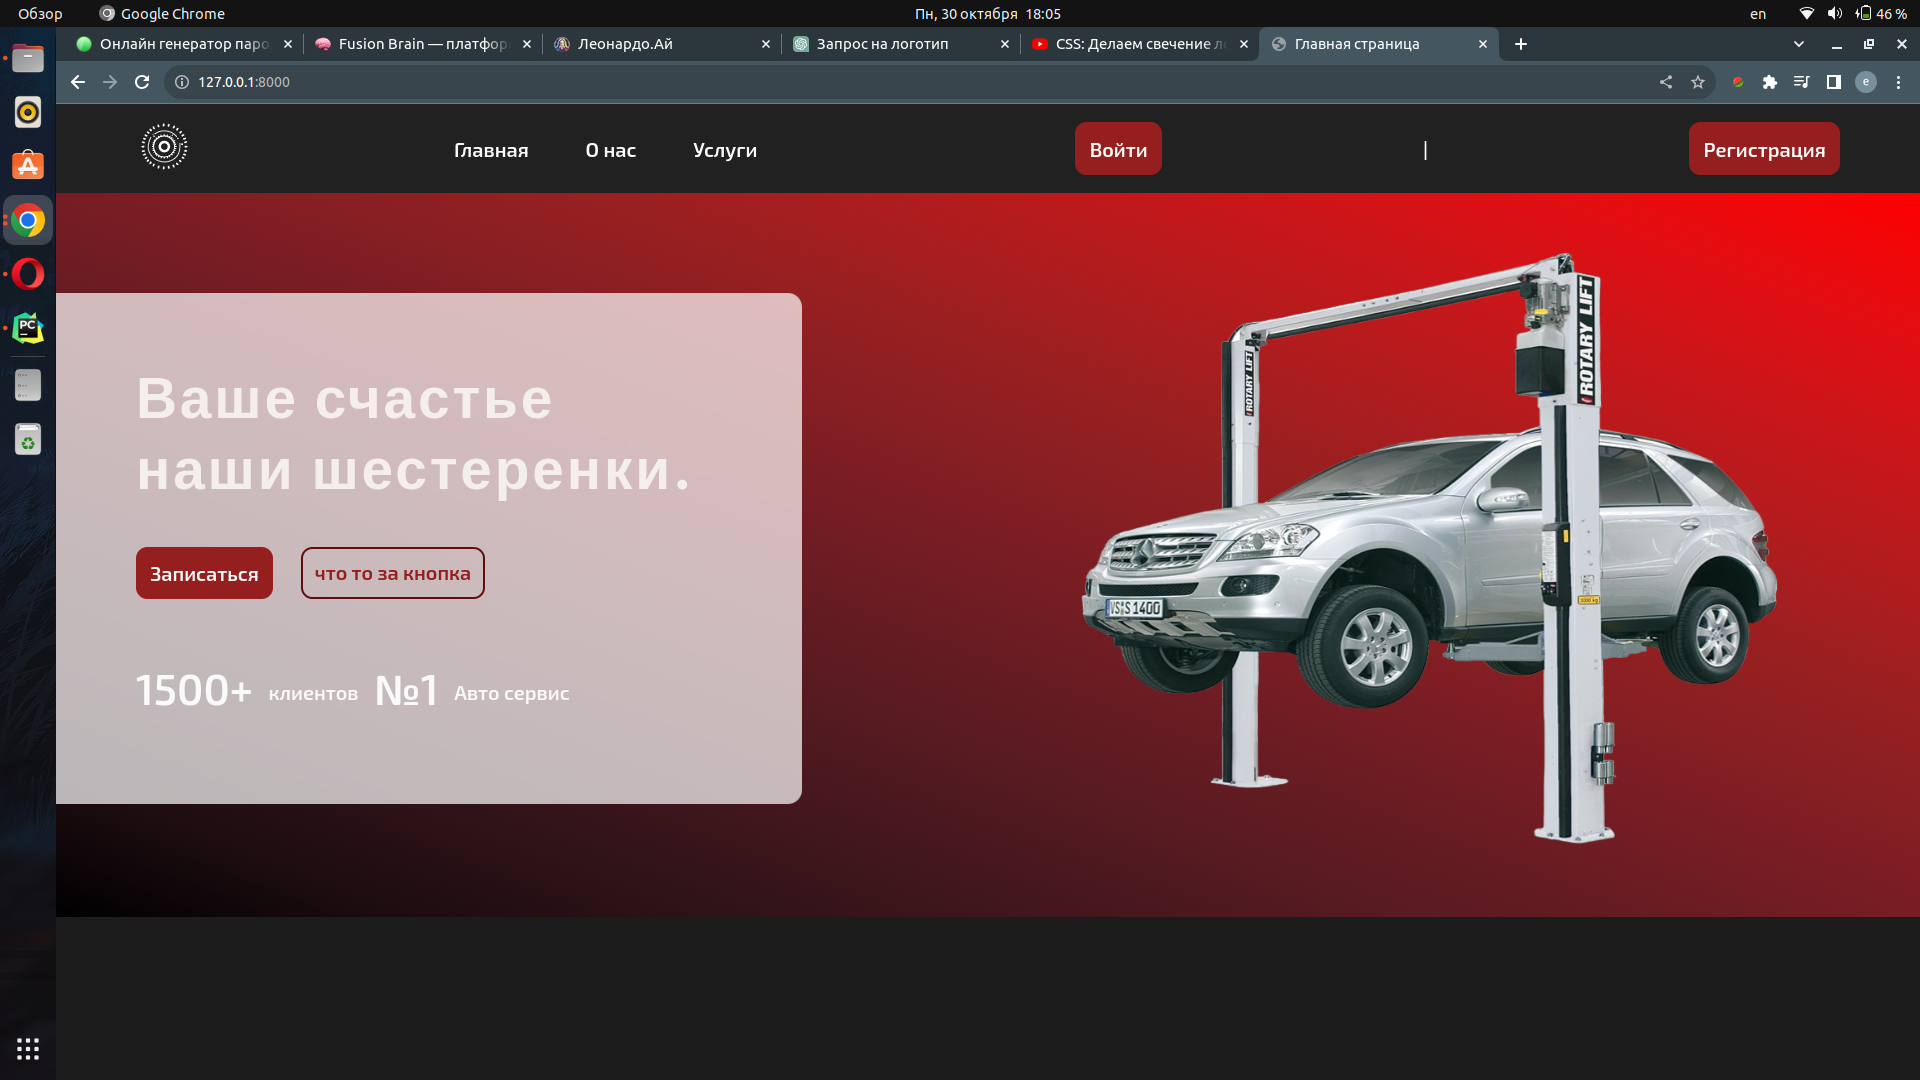 Обзор
Google Chrome
Пн, 30 октября 18:05
en
46 %
Онлайн генератор паро
Fusion Brain — платфор
Леонардо.Ай
Запрос на логотип
CSS: Делаем свечение л
Главная страница
127.0.0.1:8000
e
Главная
О нас
Услуги
Войти
|
Регистрация
Ваше счастье
наши шестеренки.
Записаться
что то за кнопка
1500+ клиентов №1 Авто сервис
ROTARY LIFT
ROTARY LIFT
VS S 1400
PC